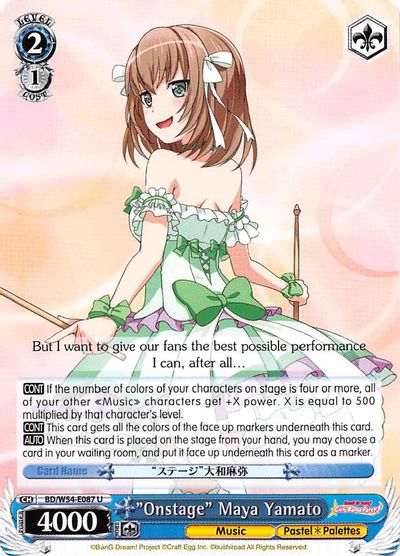 LEVEL
2
1
COST
But I want to give our fans the best possible performance
I can, after all…
CONT If the number of colors of your characters on stage is four or more, all
of your other ≪Music≫ characters get +X power. X is equal to 500
multiplied by that character's level.
CONT This card gets all the colors of the face up markers underneath this card.
AUTO When this card is placed on the stage from your hand, you may choose a
card in your waiting room, and put it face up underneath this card as a marker.
Card Name
"ステージ"大和麻弥
CH BD/W54-E087 U
POWER
4000
"Onstage" Maya Yamato
Music
Pastel＊Palettes
©BanG Dream! Project ©Craft Egg Inc. ©bushiroad All Rights Reserved.